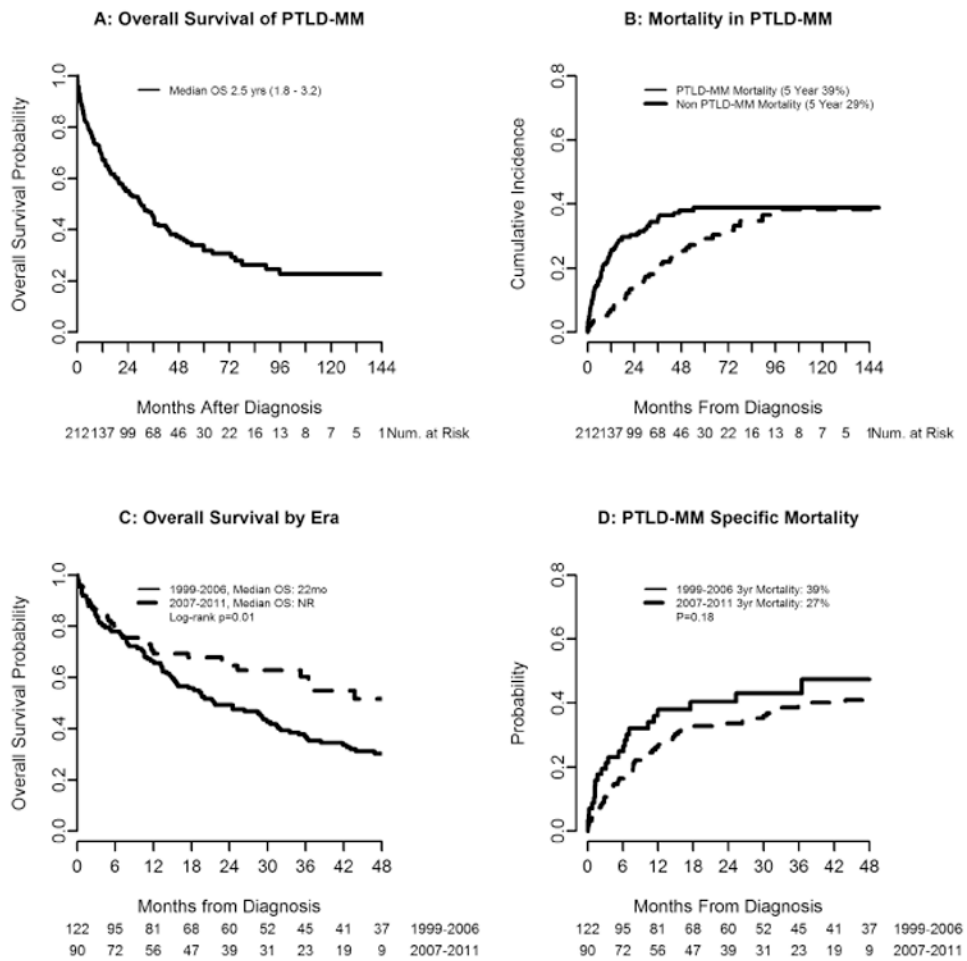 A: Overall Survival of PTLD-MM
Median OS 2.5 yrs (1.8 - 3.2)
Overall Survival Probability
0.0 0.2 0.4 0.6 0.8 1.0
0 24 48 72 96 120 144
Months After Diagnosis
212 137 99 68 46 30 22 16 13 8 7 5 1 Num. at Risk
B: Mortality in PTLD-MM
PTLD-MM Mortality (5 Year 39%)
Non PTLD-MM Mortality (5 Year 29%)
Cumulative Incidence
0.0 0.2 0.4 0.6 0.8
0 24 48 72 96 120 144
Months From Diagnosis
212 137 99 68 46 30 22 16 13 8 7 5 1 Num. at Risk
C: Overall Survival by Era
1999-2006, Median OS: 22mo
2007-2011, Median OS: NR
Log-rank p=0.01
Overall Survival Probability
0.0 0.2 0.4 0.6 0.8 1.0
0 6 12 18 24 30 36 42 48
Months from Diagnosis
122 95 81 68 60 52 45 41 37 1999-2006
90 72 56 47 39 31 23 19 9 2007-2011
D: PTLD-MM Specific Mortality
1999-2006 3yr Mortality: 39%
2007-2011 3yr Mortality: 27%
P=0.18
Probability
0.0 0.2 0.4 0.6 0.8
0 6 12 18 24 30 36 42 48
Months From Diagnosis
122 95 81 68 60 52 45 41 37 1999-2006
90 72 56 47 39 31 23 19 9 2007-2011